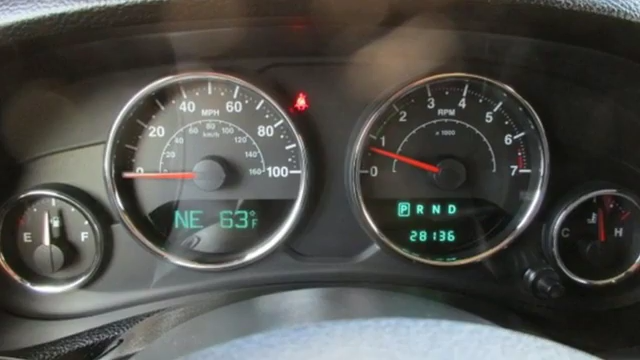 0 20 40 60 80 100
MPH
20 40 60 80 100 120 140 160
km/h
NE 63°F
1 2 3 4 5 6 7
RPM
x 1000
P R N D
28136
E F
C H